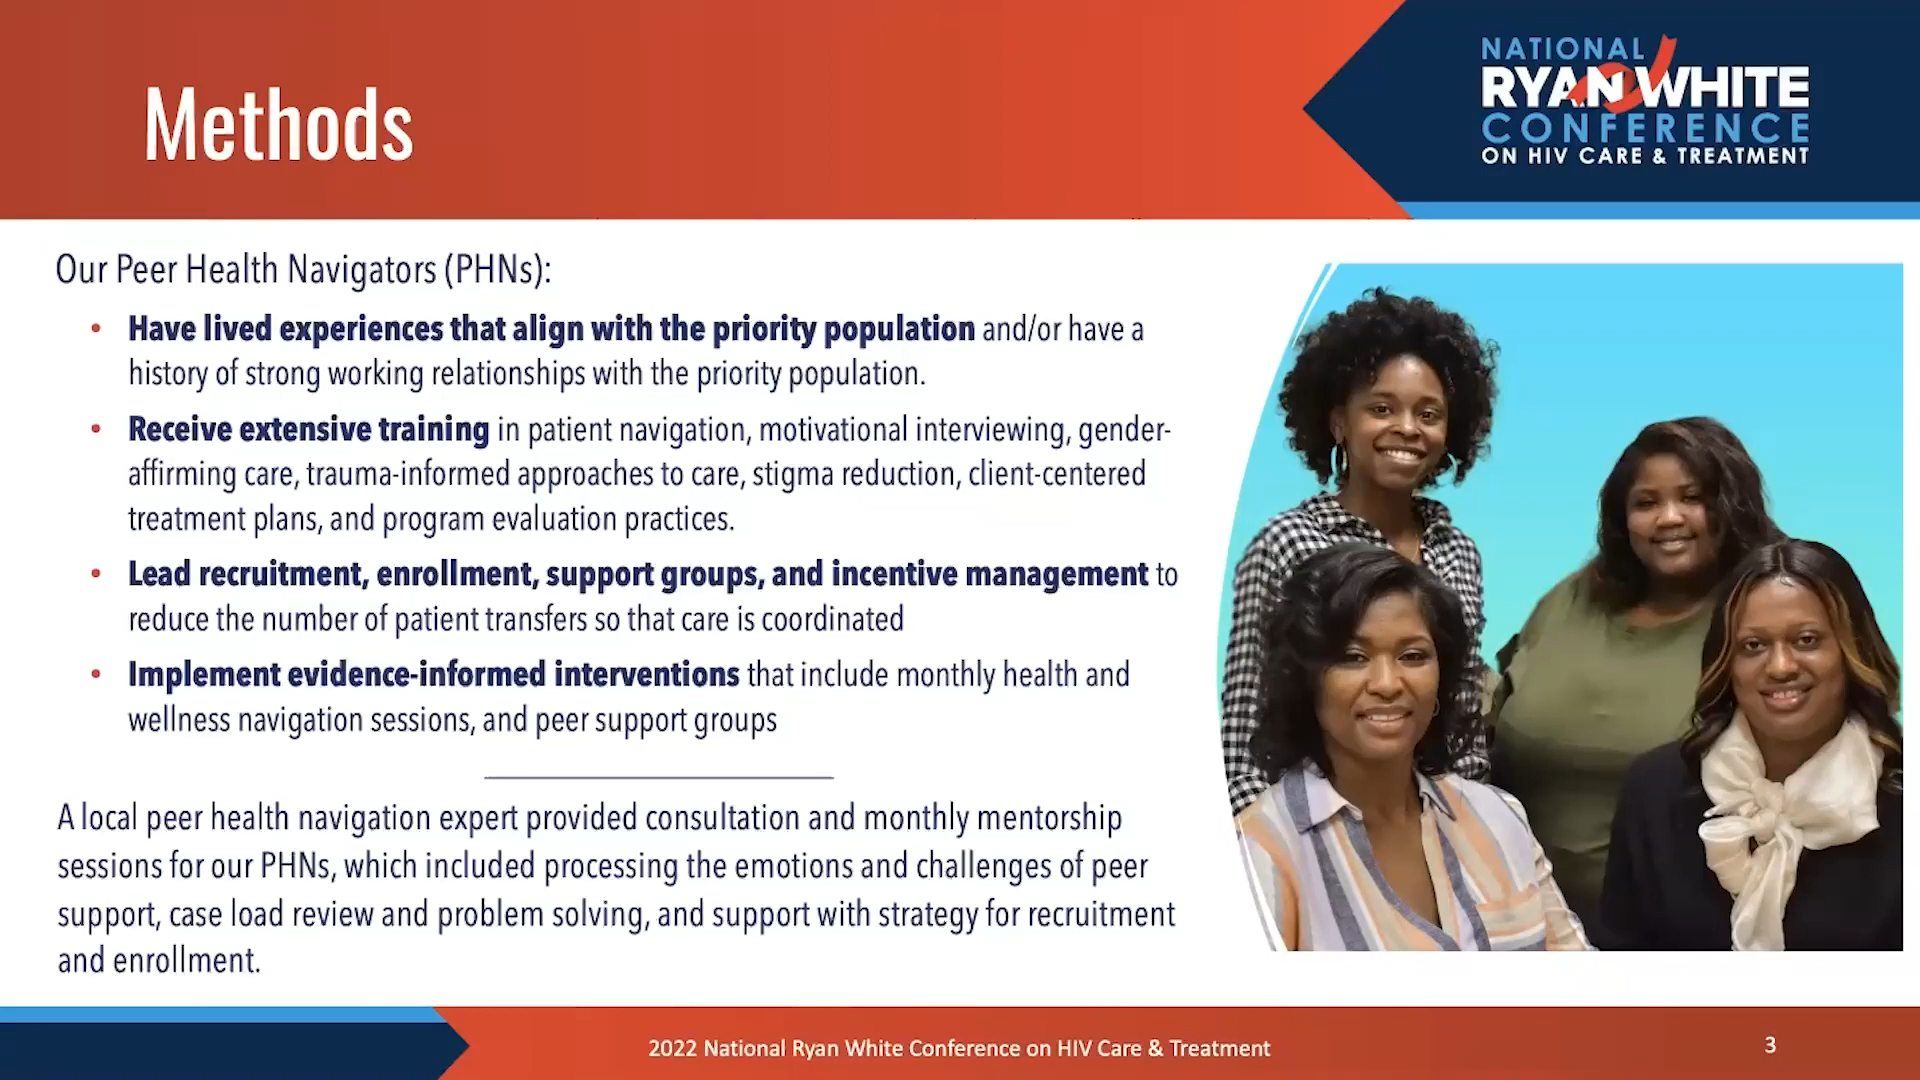 Methods
NATIONAL
RYAN WHITE
CONFERENCE
ON HIV CARE & TREATMENT
Our Peer Health Navigators (PHNs):
• Have lived experiences that align with the priority population and/or have a
history of strong working relationships with the priority population.
• Receive extensive training in patient navigation, motivational interviewing, gender-
affirming care, trauma-informed approaches to care, stigma reduction, client-centered
treatment plans, and program evaluation practices.
• Lead recruitment, enrollment, support groups, and incentive management to
reduce the number of patient transfers so that care is coordinated
• Implement evidence-informed interventions that include monthly health and
wellness navigation sessions, and peer support groups
A local peer health navigation expert provided consultation and monthly mentorship
sessions for our PHNs, which included processing the emotions and challenges of peer
support, case load review and problem solving, and support with strategy for recruitment
and enrollment.
2022 National Ryan White Conference on HIV Care & Treatment
3